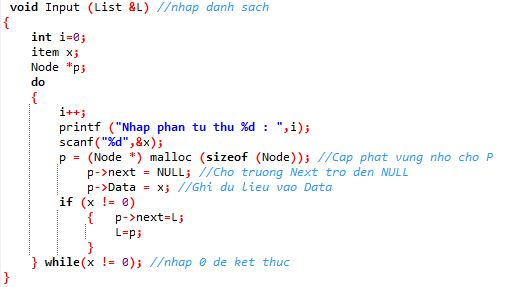 void Input (List &L) //nhap danh sach
{
int i=0;
item x;
Node *p;
do
{
i++;
printf ("Nhap phan tu thu %d : ",i);
scanf("%d",&x);
p = (Node *) malloc (sizeof (Node)); //Cap phat vung nho cho P
p->next = NULL; //Cho truong Next tro den NULL
p->Data = x; //Ghi du lieu vao Data
if (x != 0)
{ p->next=L;
L=p;
}
} while(x != 0); //nhap 0 de ket thuc
}